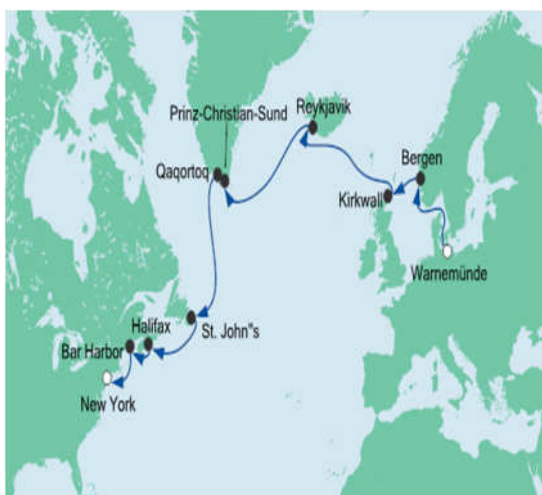 Prinz-Christian-Sund
Reykjavik
Qaqortoq
Bergen
Kirkwall
Warnemünde
Halifax
St. John"s
Bar Harbor
New York